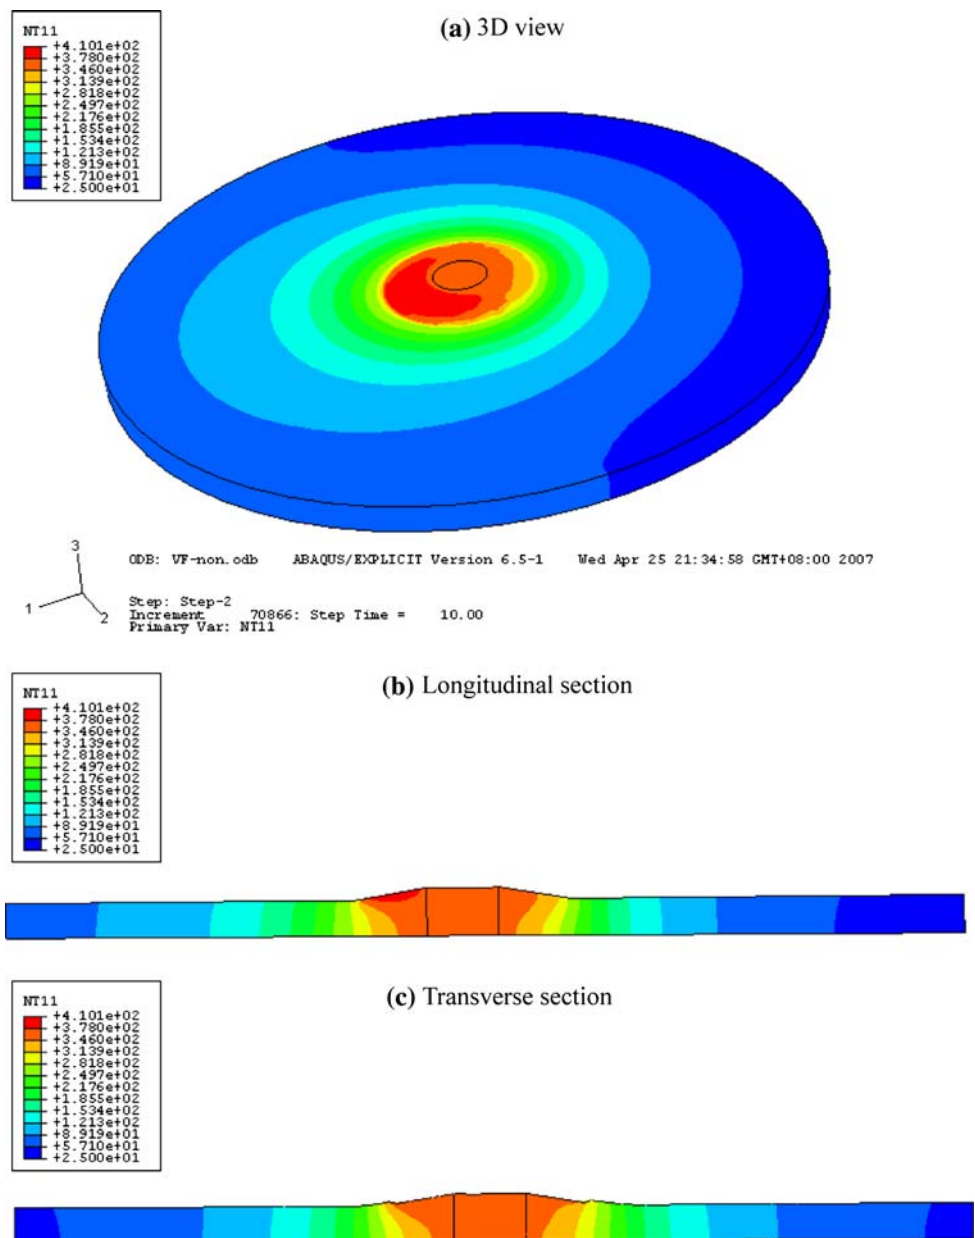 (a) 3D view
NT11
+4.101e+02
+3.780e+02
+3.460e+02
+3.139e+02
+2.818e+02
+2.497e+02
+2.176e+02
+1.855e+02
+1.534e+02
+1.213e+02
+8.919e+01
+5.710e+01
+2.500e+01
3
1
2
ODB: VF-non.odb ABAQUS/EXPLICIT Version 6.5-1 Wed Apr 25 21:34:58 GMT+08:00 2007
Step: Step-2
Increment 70866: Step Time = 10.00
Primary Var: NT11
(b) Longitudinal section
NT11
+4.101e+02
+3.780e+02
+3.460e+02
+3.139e+02
+2.818e+02
+2.497e+02
+2.176e+02
+1.855e+02
+1.534e+02
+1.213e+02
+8.919e+01
+5.710e+01
+2.500e+01
(c) Transverse section
NT11
+4.101e+02
+3.780e+02
+3.460e+02
+3.139e+02
+2.818e+02
+2.497e+02
+2.176e+02
+1.855e+02
+1.534e+02
+1.213e+02
+8.919e+01
+5.710e+01
+2.500e+01